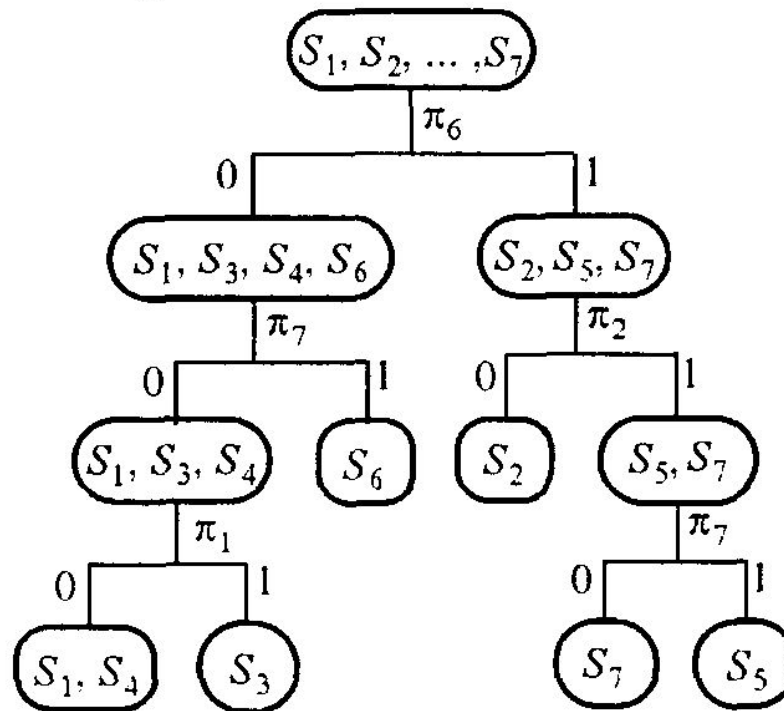 S₁, S₂, ... ,S₇
π₆
0 1
S₁, S₃, S₄, S₆ S₂, S₅, S₇
π₇ π₂
0 1 0 1
S₁, S₃, S₄ S₆ S₂ S₅, S₇
π₁ π₇
0 1 0 1
S₁, S₄ S₃ S₇ S₅